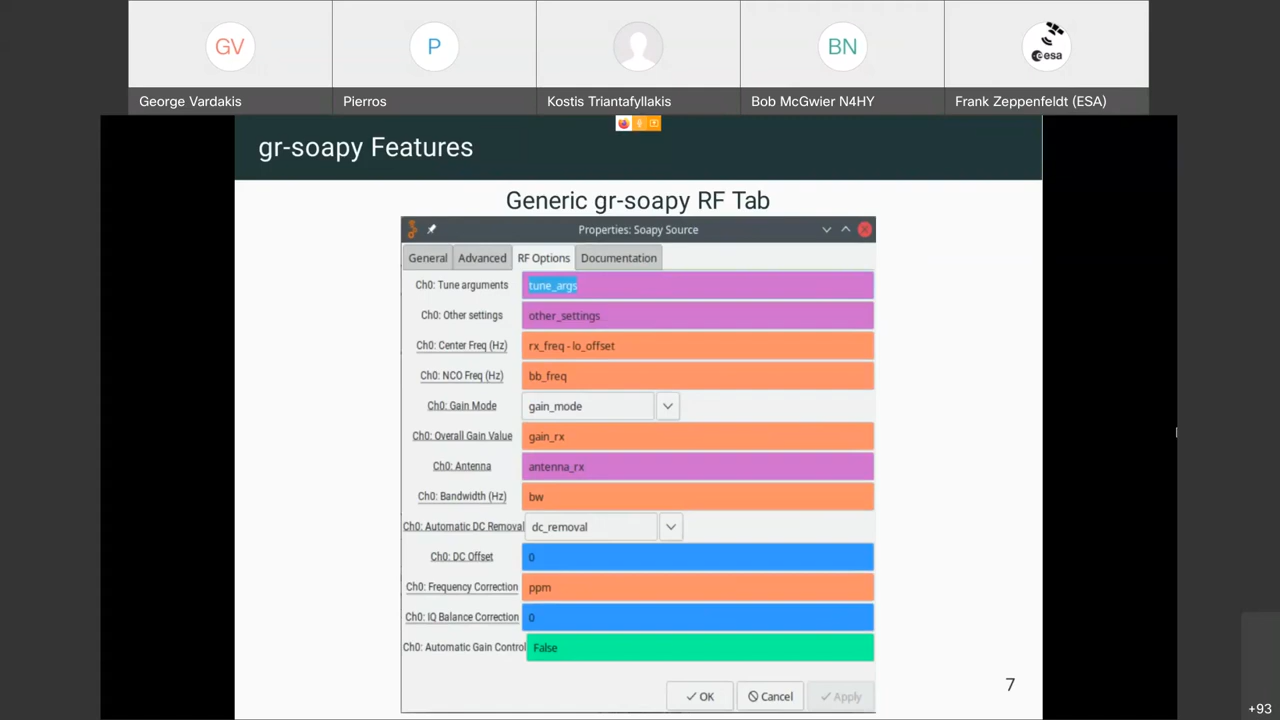 GV
P
BN
esa
George Vardakis
Pierros
Kostis Triantafyllakis
Bob McGwier N4HY
Frank Zeppenfeldt (ESA)
gr-soapy Features
Generic gr-soapy RF Tab
Properties: Soapy Source
General Advanced RF Options Documentation
Ch0: Tune arguments tune_args
Ch0: Other settings other_settings
Ch0: Center Freq (Hz) rx_freq - lo_offset
Ch0: NCO Freq (Hz) bb_freq
Ch0: Gain Mode gain_mode
Ch0: Overall Gain Value gain_rx
Ch0: Antenna antenna_rx
Ch0: Bandwidth (Hz) bw
Ch0: Automatic DC Removal dc_removal
Ch0: DC Offset 0
Ch0: Frequency Correction ppm
Ch0: IQ Balance Correction 0
Ch0: Automatic Gain Control False
OK Cancel Apply
7
+93